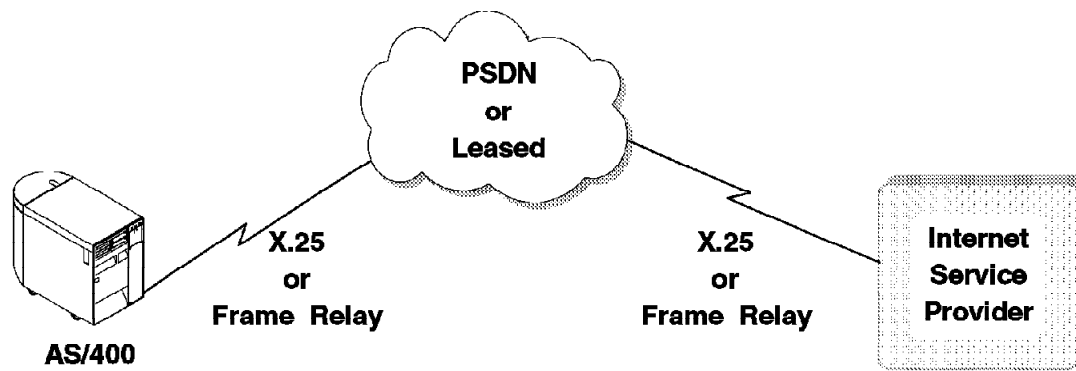 PSDN
or
Leased
X.25
or
Frame Relay
X.25
or
Frame Relay
Internet
Service
Provider
AS/400